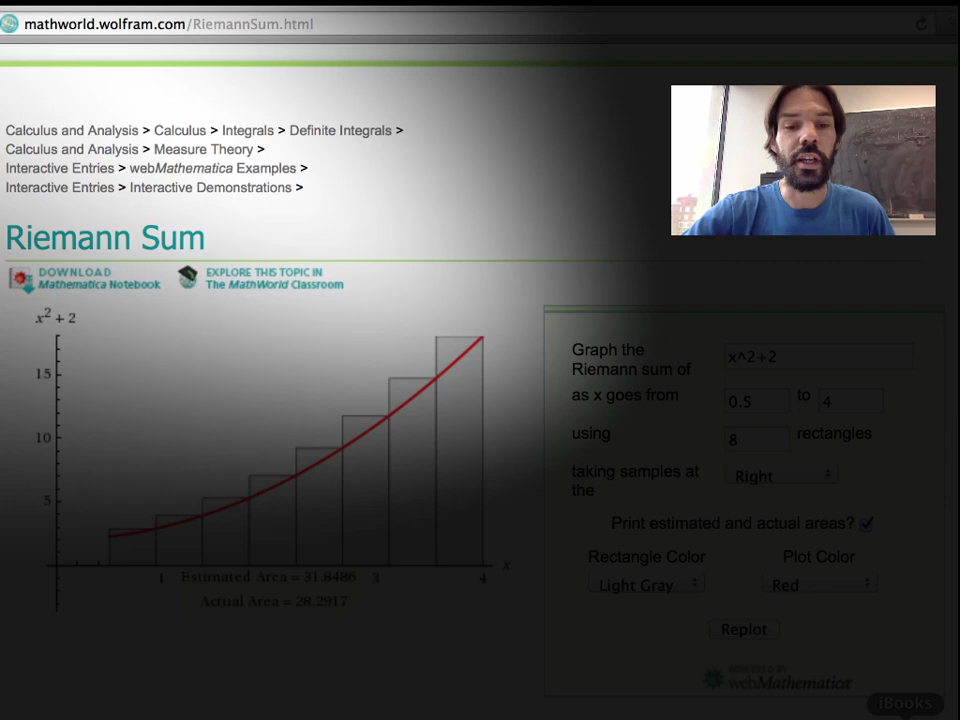 mathworld.wolfram.com/RiemannSum.html
Calculus and Analysis > Calculus > Integrals > Definite Integrals >
Calculus and Analysis > Measure Theory >
Interactive Entries > webMathematica Examples >
Interactive Entries > Interactive Demonstrations >
Riemann Sum
DOWNLOAD
Mathematica Notebook
EXPLORE THIS TOPIC IN
The MathWorld Classroom
x² + 2
15
10
5
1 3 4 x
Estimated Area = 31.8486
Actual Area = 28.2917
Graph the
Riemann sum of x^2+2
as x goes from 0.5 to 4
using 8 rectangles
taking samples at
the Right
Print estimated and actual areas?
Rectangle Color Plot Color
Light Gray Red
Replot
POWERED BY
webMathematica
iBooks